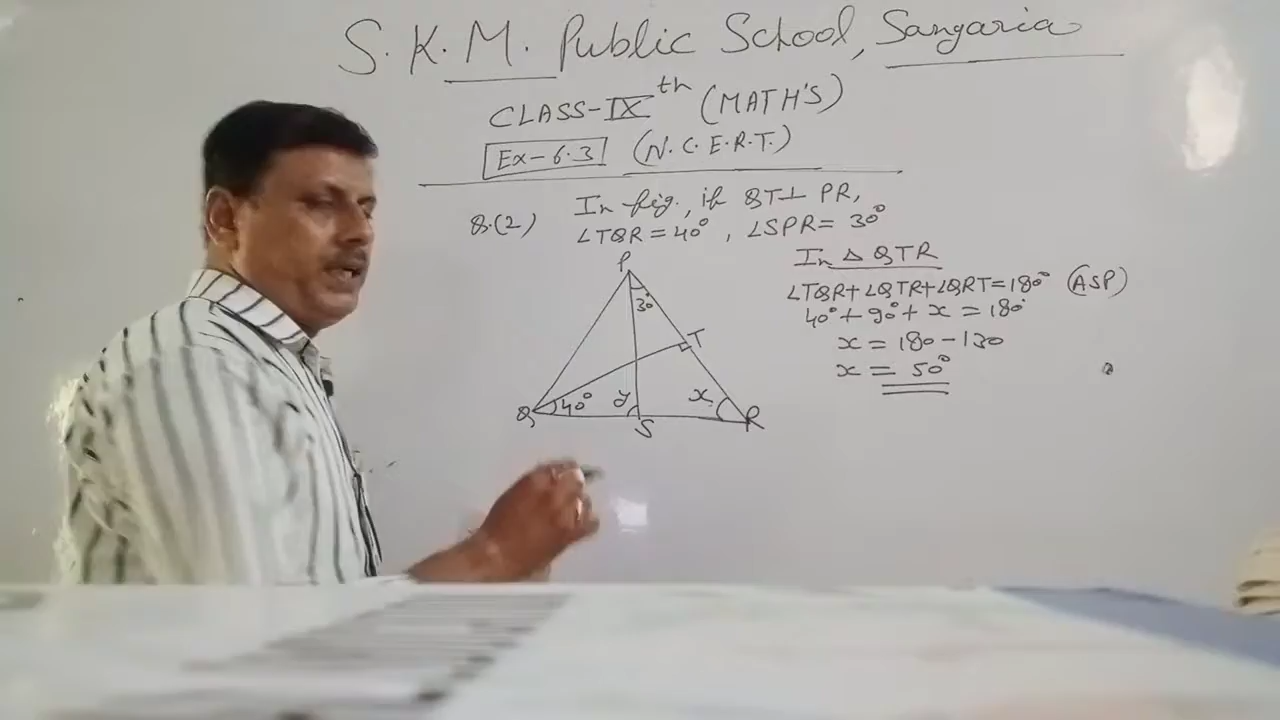 S.K.M. Public School, Sangaria
CLASS-IXth (MATH'S)
Ex-6.3 (N.C.E.R.T.)
Q.(2) In fig., if QT⊥ PR,
∠TQR = 40°, ∠SPR = 30°
In △ QTR
∠TQR+∠QTR+∠QRT=180° (ASP)
40°+90°+x = 180°
x = 180-130
x = 50°
P
30°
T
Q
40°
y
S
x
R